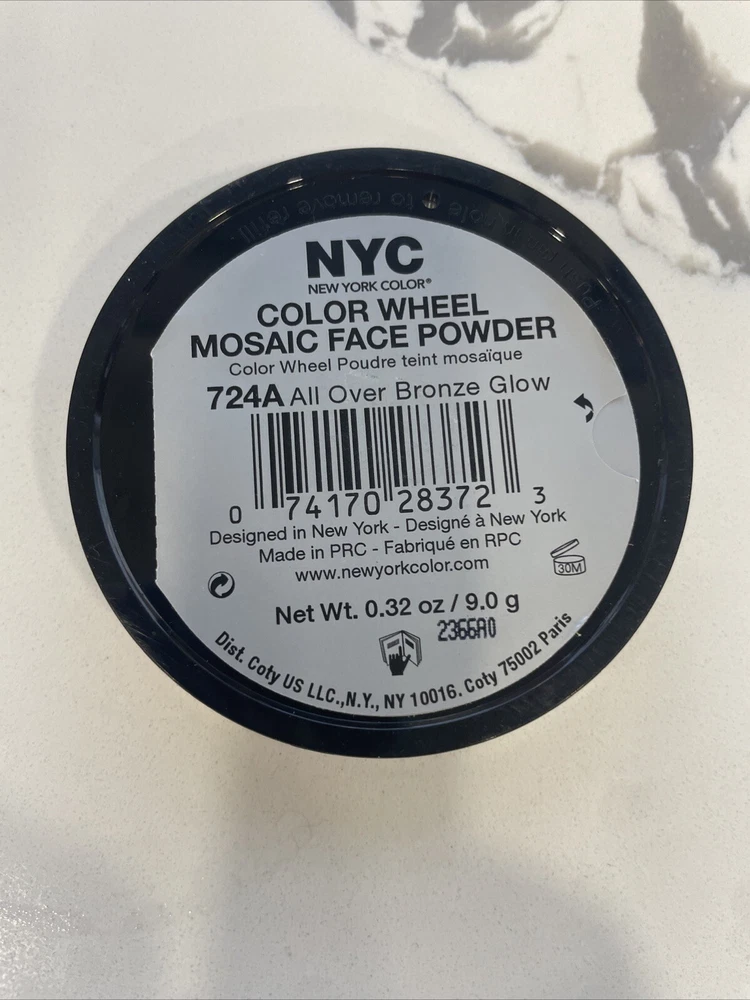 to remove refill
NYC
NEW YORK COLOR®
COLOR WHEEL
MOSAIC FACE POWDER
Color Wheel Poudre teint mosaïque
724A All Over Bronze Glow
0 74170 28372 3
Designed in New York - Designé à New York
Made in PRC - Fabriqué en RPC
www.newyorkcolor.com
30M
Net Wt. 0.32 oz / 9.0 g
2366A0
Dist. Coty US LLC.,N.Y., NY 10016. Coty 75002 Paris